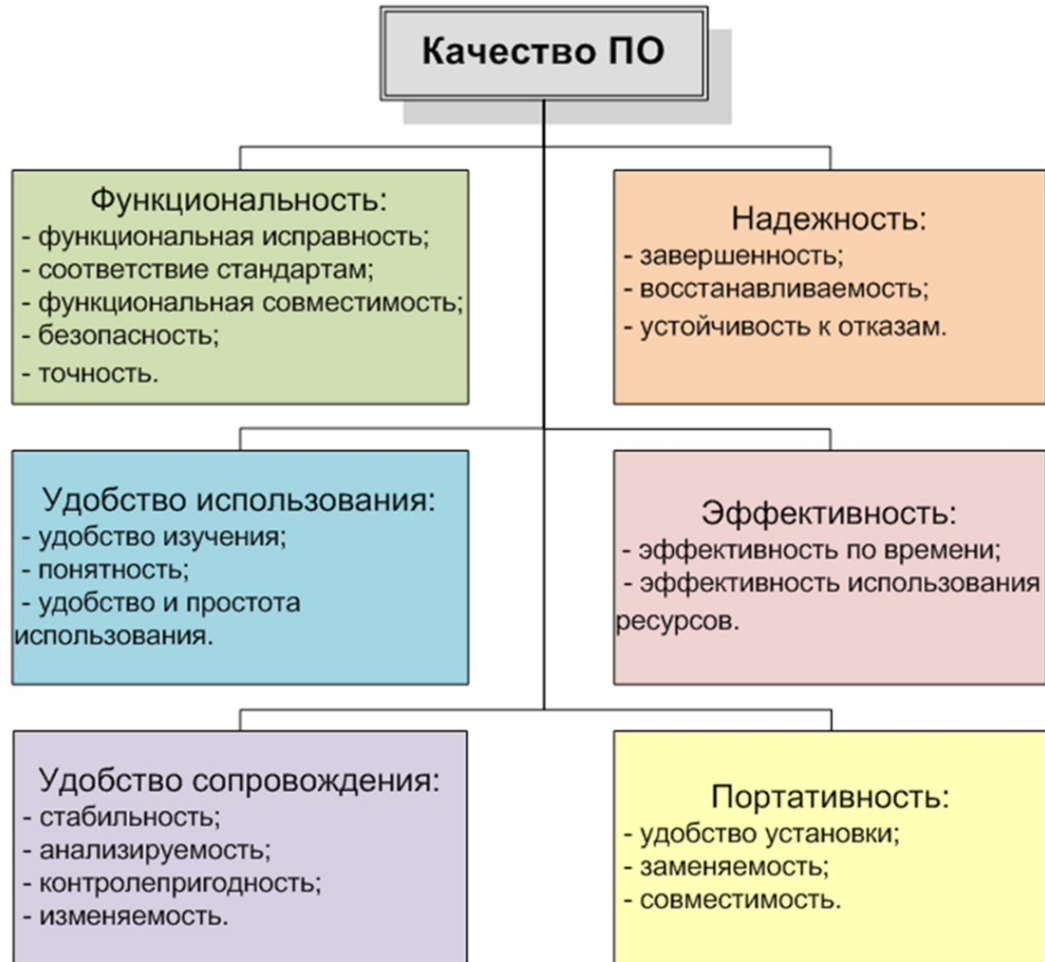 Качество ПО
Функциональность:
- функциональная исправность;
- соответствие стандартам;
- функциональная совместимость;
- безопасность;
- точность.
Надежность:
- завершенность;
- восстанавливаемость;
- устойчивость к отказам.
Удобство использования:
- удобство изучения;
- понятность;
- удобство и простота
использования.
Эффективность:
- эффективность по времени;
- эффективность использования
ресурсов.
Удобство сопровождения:
- стабильность;
- анализируемость;
- контролепригодность;
- изменяемость.
Портативность:
- удобство установки;
- заменяемость;
- совместимость.